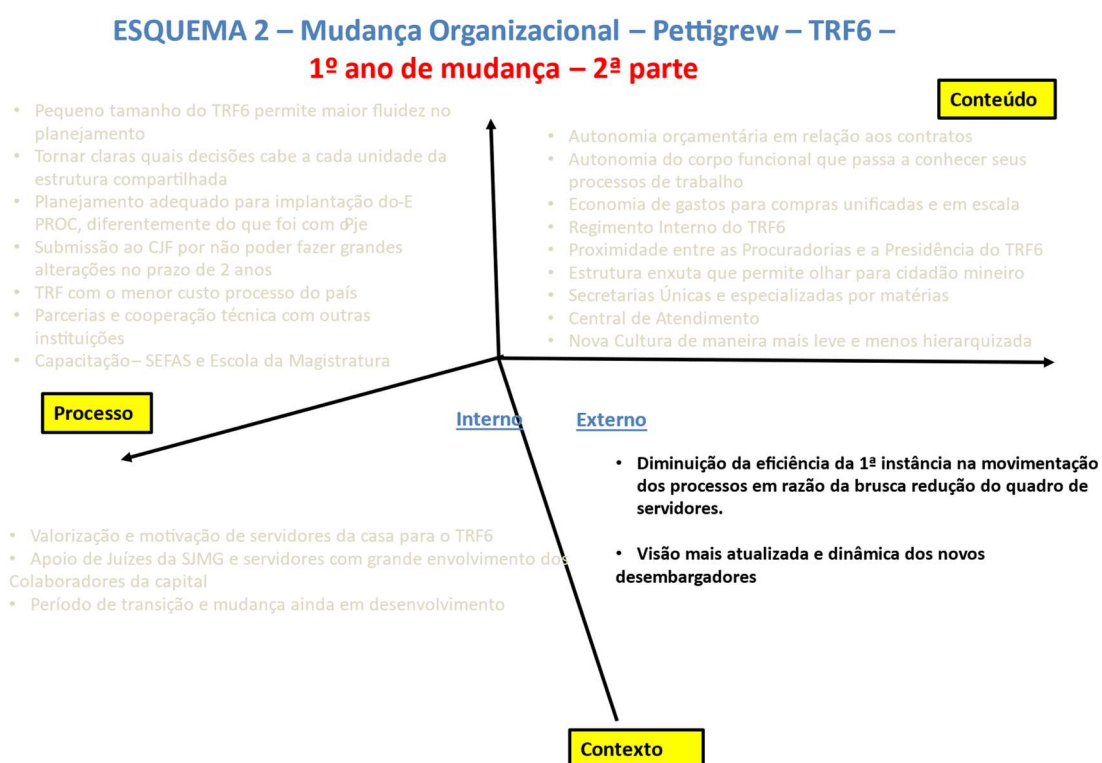 ESQUEMA 2 – Mudança Organizacional – Pettigrew – TRF6 –
1º ano de mudança – 2ª parte
Conteúdo
• Pequeno tamanho do TRF6 permite maior fluidez no
planejamento
• Tornar claras quais decisões cabe a cada unidade da
estrutura compartilhada
• Planejamento adequado para implantação do-E
PROC, diferentemente do que foi com o Pje
• Submissão ao CJF por não poder fazer grandes
alterações no prazo de 2 anos
• TRF com o menor custo processo do país
• Parcerias e cooperação técnica com outras
instituições
• Capacitação – SEFAS e Escola da Magistratura
• Autonomia orçamentária em relação aos contratos
• Autonomia do corpo funcional que passa a conhecer seus
processos de trabalho
• Economia de gastos para compras unificadas e em escala
• Regimento Interno do TRF6
• Proximidade entre as Procuradorias e a Presidência do TRF6
• Estrutura enxuta que permite olhar para cidadão mineiro
• Secretarias Únicas e especializadas por matérias
• Central de Atendimento
• Nova Cultura de maneira mais leve e menos hierarquizada
Processo
Interno
Externo
• Diminuição da eficiência da 1ª instância na movimentação
dos processos em razão da brusca redução do quadro de
servidores.
• Visão mais atualizada e dinâmica dos novos
desembargadores
• Valorização e motivação de servidores da casa para o TRF6
• Apoio de Juízes da SJMG e servidores com grande envolvimento dos
Colaboradores da capital
• Período de transição e mudança ainda em desenvolvimento
Contexto